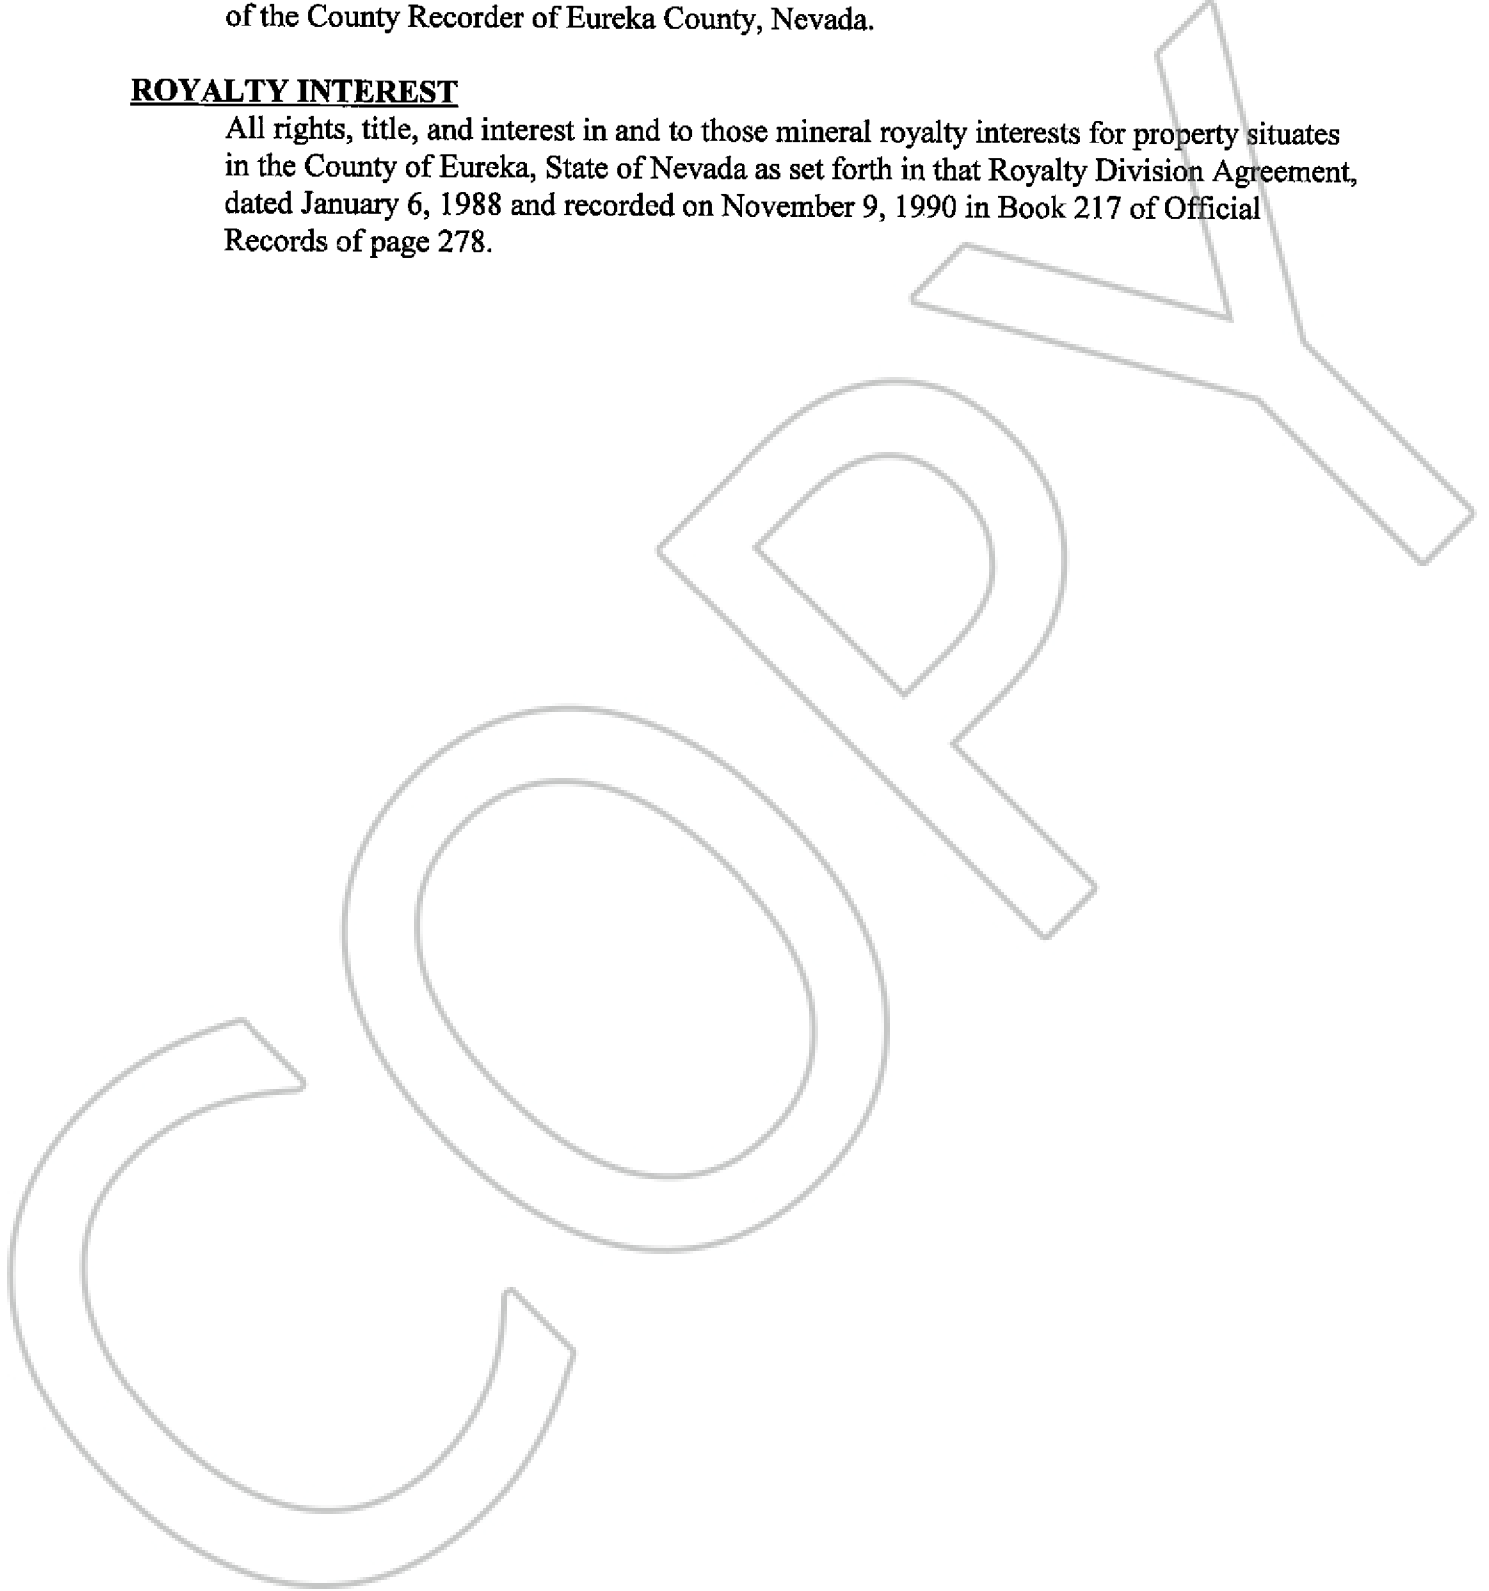 of the County Recorder of Eureka County, Nevada.
ROYALTY INTEREST
All rights, title, and interest in and to those mineral royalty interests for property situates
in the County of Eureka, State of Nevada as set forth in that Royalty Division Agreement,
dated January 6, 1988 and recorded on November 9, 1990 in Book 217 of Official
Records of page 278.
COPY